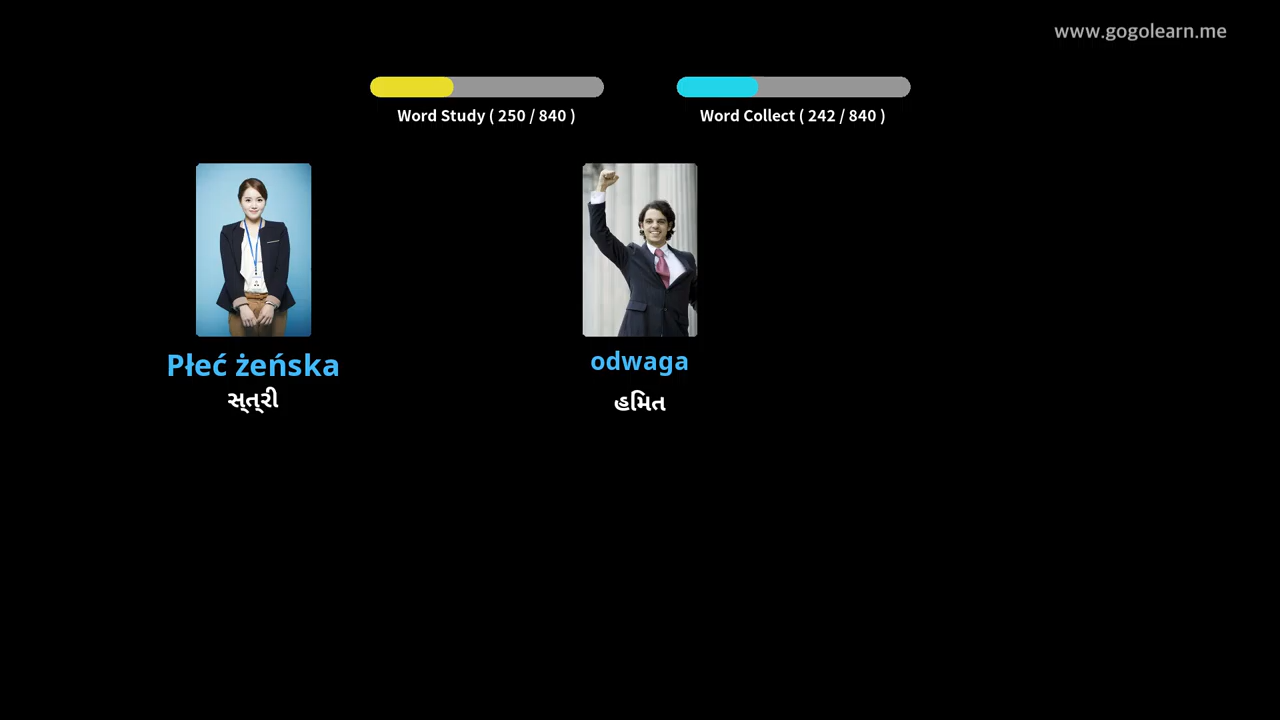 www.gogolearn.me
Word Study ( 250 / 840 )
Word Collect ( 242 / 840 )
Płeć żeńska
સ્ત્રી
odwaga
હિંમત